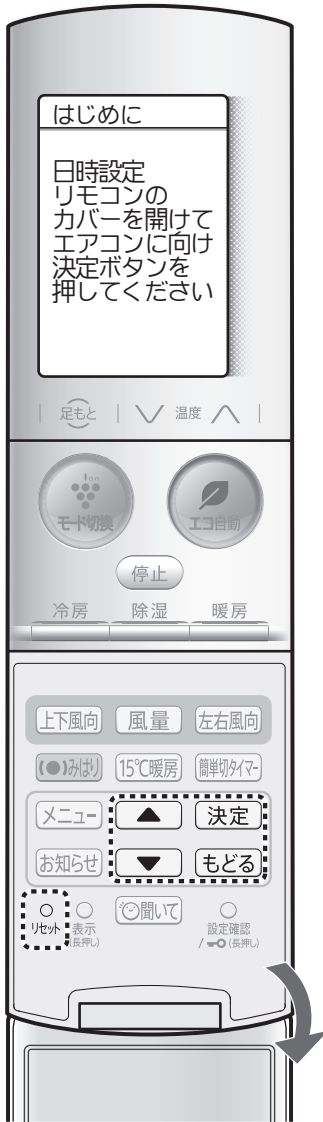 はじめに
日時設定
リモコンの
カバーを開けて
エアコンに向け
決定ボタンを
押してください
足もと 温度
ion
モード切換 エコ自動
停止
冷房 除湿 暖房
上下風向 風量 左右風向
みはり 15℃暖房 簡単切タイマー
メニュー ▲ 決定
お知らせ ▼ もどる
リセット 表示 聞いて 設定確認
(長押し) / (長押し)